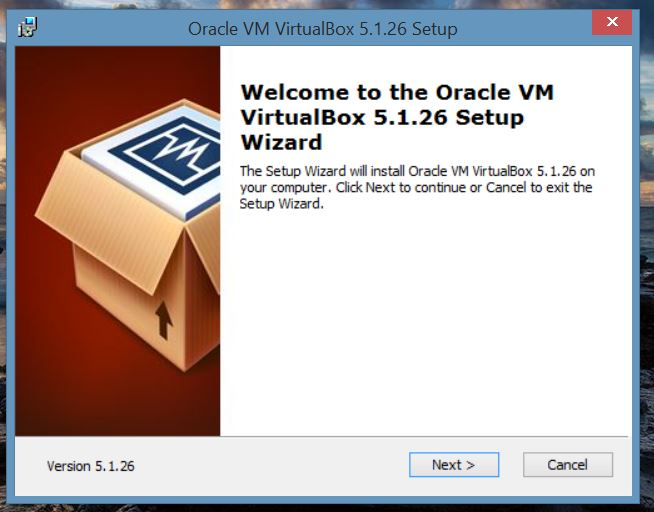 Oracle VM VirtualBox 5.1.26 Setup
Welcome to the Oracle VM
VirtualBox 5.1.26 Setup
Wizard
The Setup Wizard will install Oracle VM VirtualBox 5.1.26 on
your computer. Click Next to continue or Cancel to exit the
Setup Wizard.
Version 5.1.26
Next >
Cancel